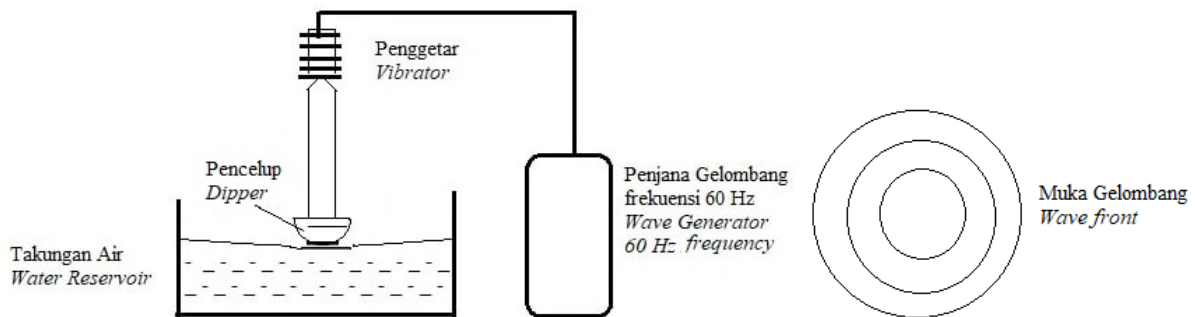 Penggetar
Vibrator
Pencelup
Dipper
Takungan Air
Water Reservoir
Penjana Gelombang
frekuensi 60 Hz
Wave Generator
60 Hz frequency
Muka Gelombang
Wave front